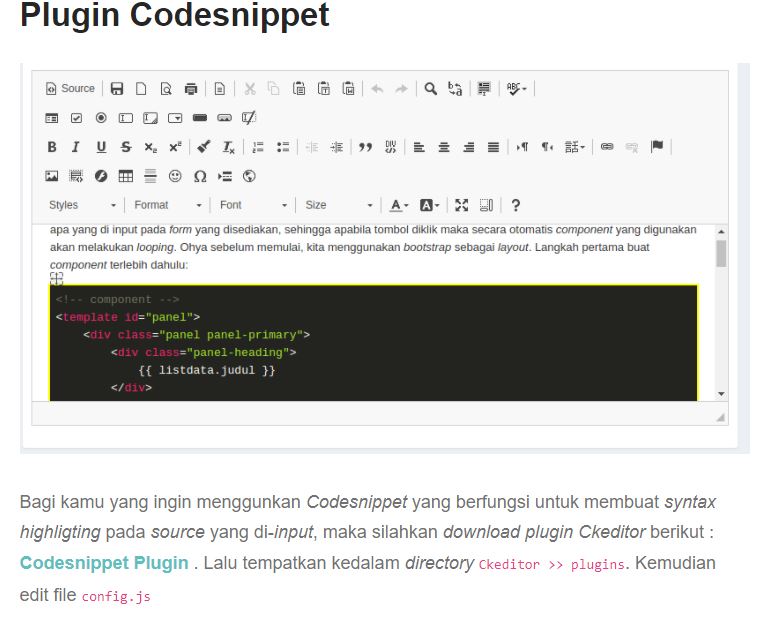 Plugin Codesnippet
Source
ABC
B I U S x₂ x² Tx
Styles Format Font Size A A ?
apa yang di input pada form yang disediakan, sehingga apabila tombol diklik maka secara otomatis component yang digunakan
akan melakukan looping. Ohya sebelum memulai, kita menggunakan bootstrap sebagai layout. Langkah pertama buat
component terlebih dahulu:
<!-- component -->
<template id="panel">
<div class="panel panel-primary">
<div class="panel-heading">
{{ listdata.judul }}
</div>
Bagi kamu yang ingin menggunkan Codesnippet yang berfungsi untuk membuat syntax
highligting pada source yang di-input, maka silahkan download plugin Ckeditor berikut :
Codesnippet Plugin . Lalu tempatkan kedalam directory Ckeditor >> plugins. Kemudian
edit file config.js